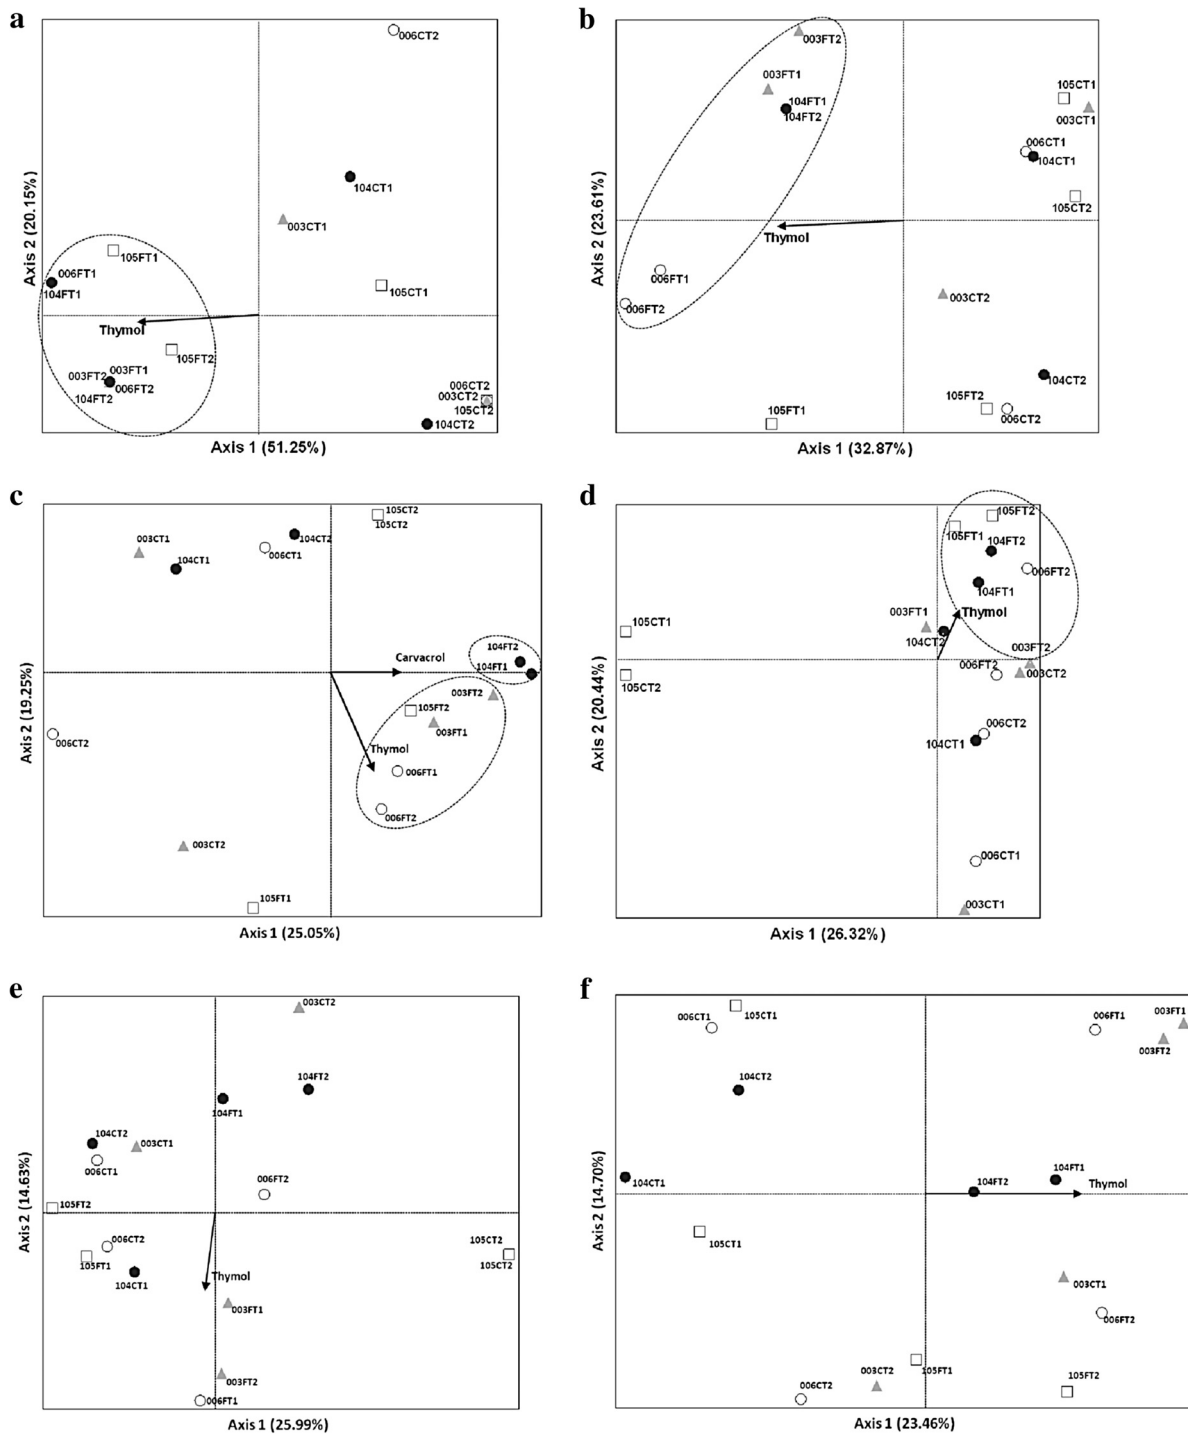 a
006CT2
104CT1
003CT1
105FT1
105CT1
006FT1
104FT1
Thymol
105FT2
003FT1
003FT2
006FT2
104FT2
006CT2
003CT2
105CT2
104CT2
Axis 2 (20.15%)
Axis 1 (51.25%)
b
003FT2
003FT1
104FT1
104FT2
105CT1
003CT1
006CT1
104CT1
105CT2
Thymol
006FT1
006FT2
003CT2
104CT2
105FT2
006CT2
105FT1
Axis 2 (23.61%)
Axis 1 (32.87%)
c
105CT2
105CT2
003CT1
104CT2
006CT1
104CT1
104FT2
Carvacrol
104FT1
003FT2
105FT2
003FT1
006CT2
Thymol
006FT1
006FT2
003CT2
105FT1
Axis 2 (19.25%)
Axis 1 (25.05%)
d
105FT2
105FT1
104FT2
006FT2
104FT1
003FT1
Thymol
105CT1
104CT2
003FT2
006FT2
003CT2
105CT2
006CT2
104CT1
006CT1
003CT1
Axis 2 (20.44%)
Axis 1 (26.32%)
e
003CT2
104FT2
104FT1
104CT2
003CT1
006CT1
006FT2
105FT2
006CT2
105FT1
104CT1
105CT2
105CT2
Thymol
003FT1
003FT2
006FT1
Axis 2 (14.63%)
Axis 1 (25.99%)
f
006CT1
105CT1
006FT1
003FT1
003FT2
104CT2
104CT1
104FT1
104FT2
Thymol
105CT1
003CT1
006FT2
105FT1
003CT2
006CT2
105FT2
Axis 2 (14.70%)
Axis 1 (23.46%)